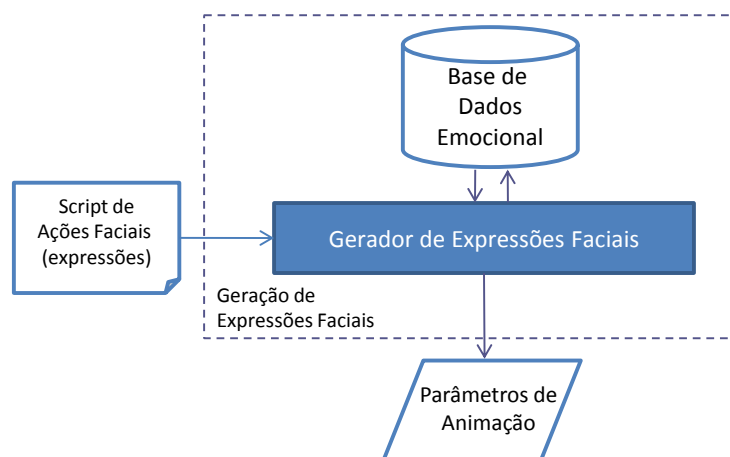 Base de
Dados
Emocional
Script de
Ações Faciais
(expressões)
Gerador de Expressões Faciais
Geração de
Expressões Faciais
Parâmetros de
Animação